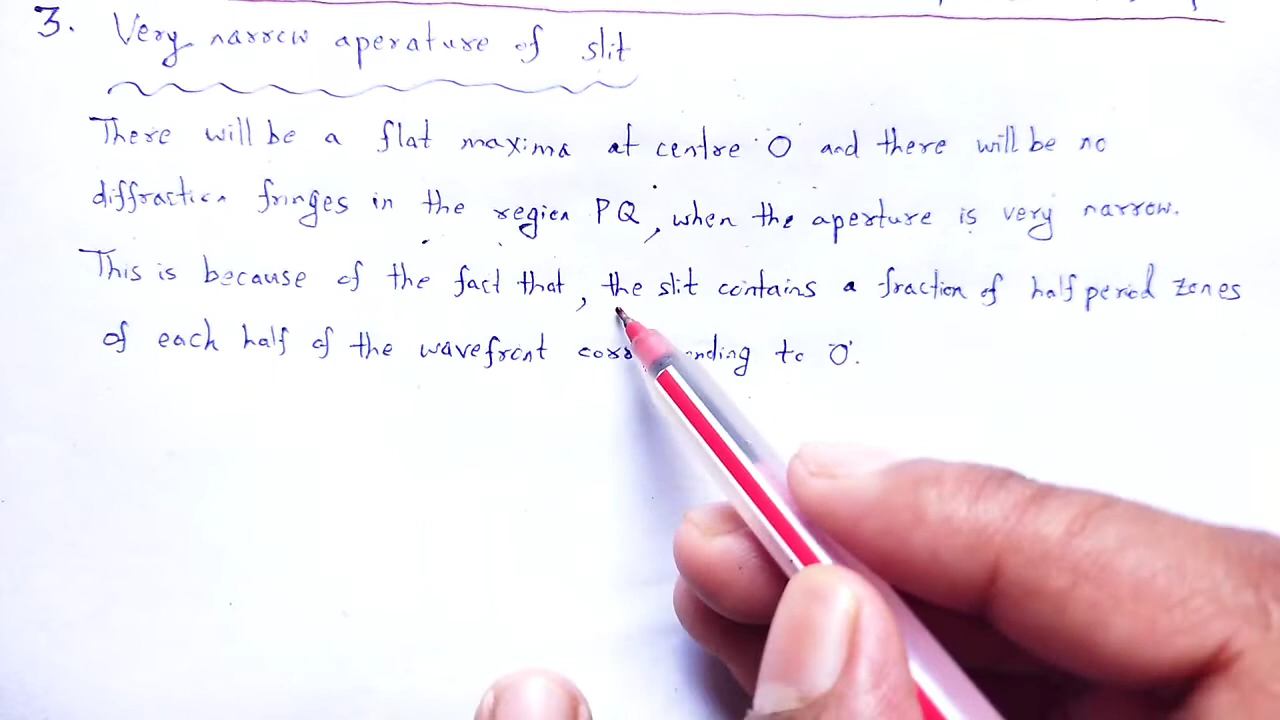 3. Very narrow aperature of slit
There will be a flat maxima at centre O and there will be no
diffraction fringes in the region PQ, when the aperture is very narrow.
This is because of the fact that, the slit contains a fraction of half period zones
of each half of the wavefront to O.